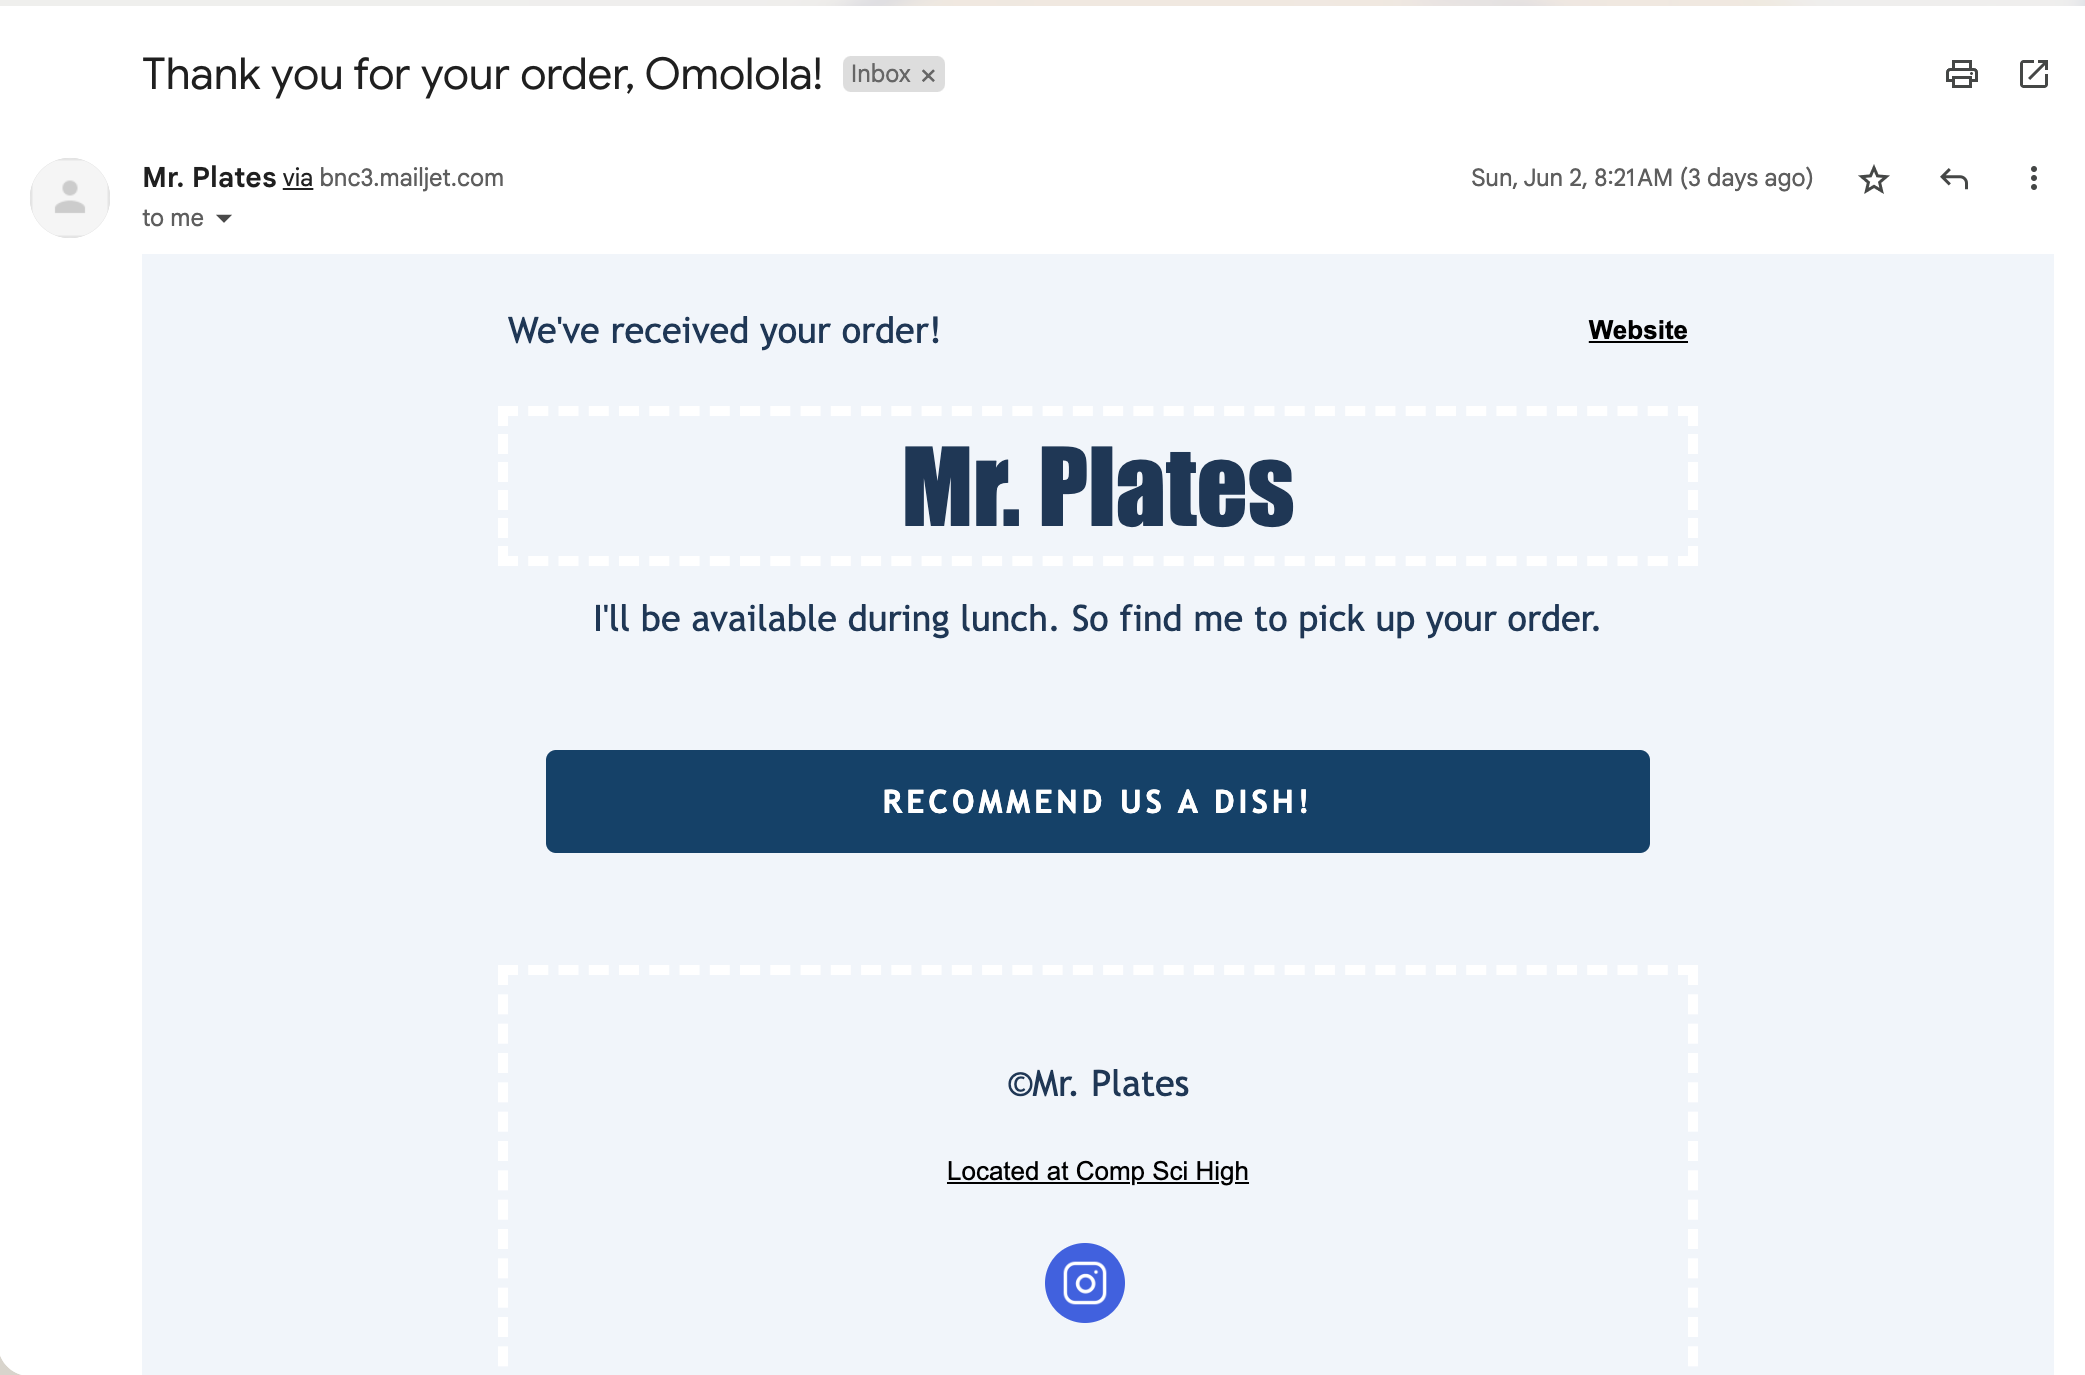 Thank you for your order, Omolola!
Inbox ×
Mr. Plates via bnc3.mailjet.com
Sun, Jun 2, 8:21 AM (3 days ago)
to me
We've received your order!
Website
Mr. Plates
I'll be available during lunch. So find me to pick up your order.
RECOMMEND US A DISH!
©Mr. Plates
Located at Comp Sci High